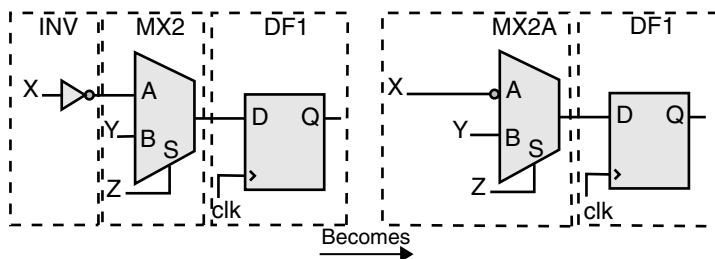 INV MX2 DF1 MX2A DF1
X A D Q X A D Q
Y B Y B
S S
Z clk Z clk
Becomes